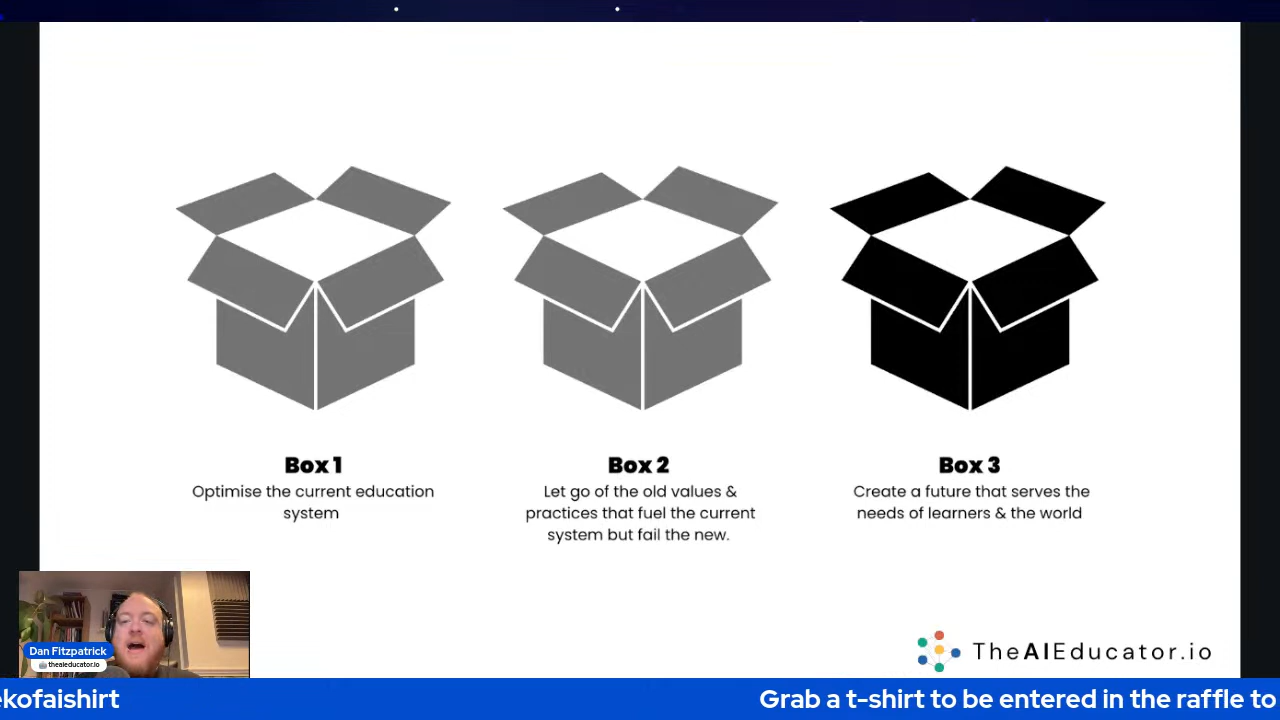 Box 1
Optimise the current education
system
Box 2
Let go of the old values &
practices that fuel the current
system but fail the new.
Box 3
Create a future that serves the
needs of learners & the world
Dan Fitzpatrick
theaieducator.io
TheAIEducator.io
ekofaishirt
Grab a t-shirt to be entered in the raffle to